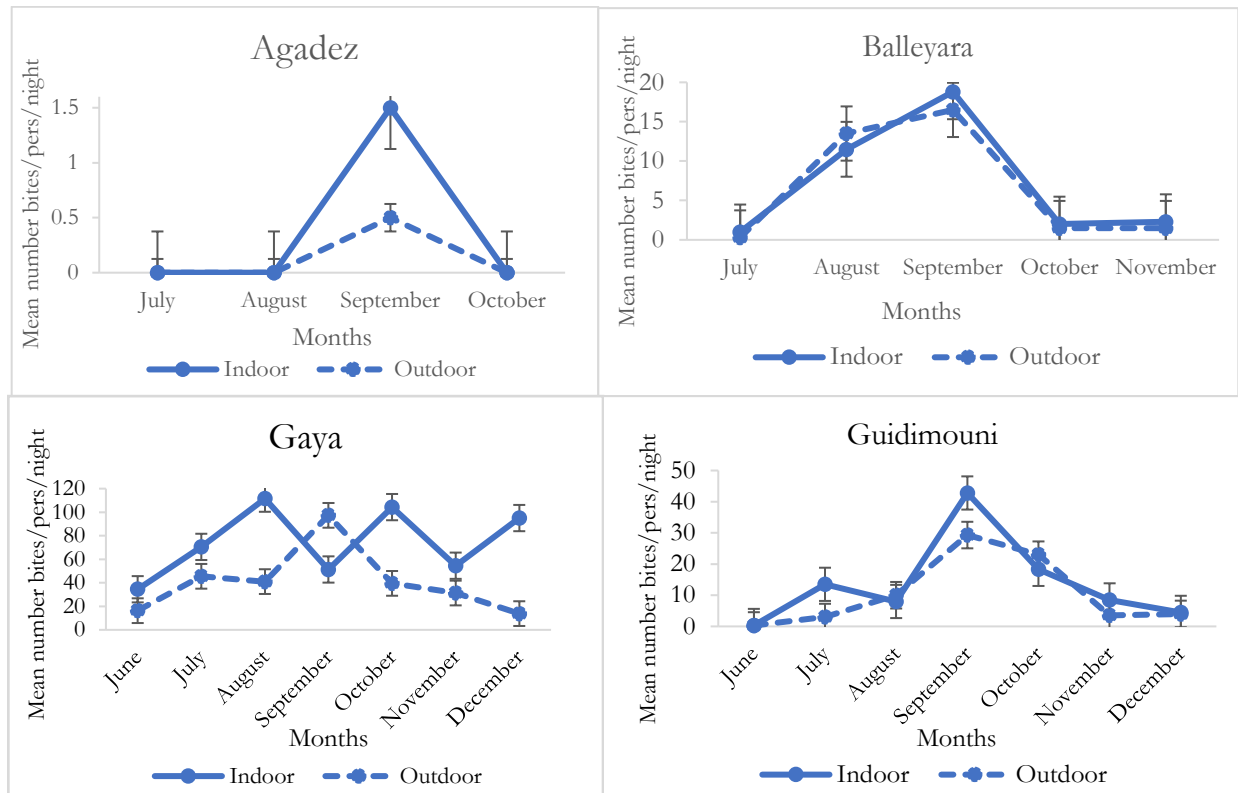 Agadez
Mean number bites/pers/night
1.5
1
0.5
0
July August September October
Months
Indoor Outdoor
Balleyara
Mean number bites/pers/night
20
15
10
5
0
July August September October November
Months
Indoor Outdoor
Gaya
Mean number bites/pers/night
120
100
80
60
40
20
0
June July August September October November December
Months
Indoor Outdoor
Guidimouni
Mean number bites/pers/night
50
40
30
20
10
0
June July August September October November December
Months
Indoor Outdoor